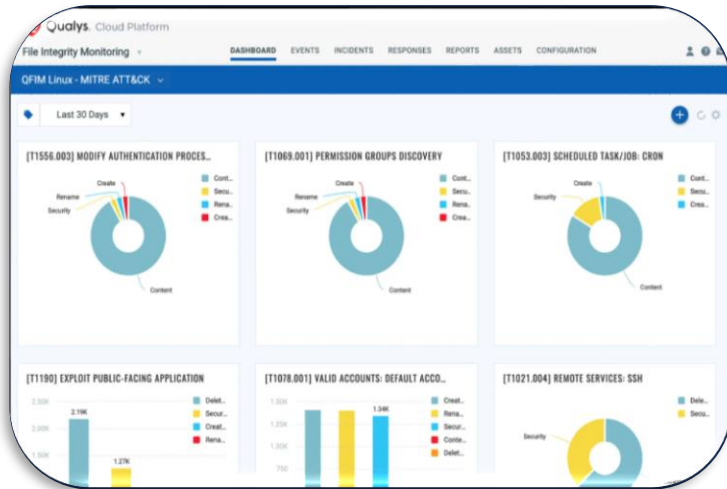 Qualys. Cloud Platform
File Integrity Monitoring
DASHBOARD EVENTS INCIDENTS RESPONSES REPORTS ASSETS CONFIGURATION
QFIM Linux - MITRE ATT&CK
Last 30 Days
[T1556.003] MODIFY AUTHENTICATION PROCES...
Create
Rename
Security
Content
Cont...
Secu...
Rena...
Crea...
[T1069.001] PERMISSION GROUPS DISCOVERY
Create
Rename
Security
Content
Cont...
Secu...
Rena...
Crea...
[T1053.003] SCHEDULED TASK/JOB: CRON
Create
Security
Content
Cont...
Secu...
Crea...
[T1190] EXPLOIT PUBLIC-FACING APPLICATION
2.50K
2.00K
1.50K
2.19K
1.27K
Delet...
Secur...
Creat...
Rena...
[T1078.001] VALID ACCOUNTS: DEFAULT ACCO...
1.50K
1.25K
1.00K
750
1.34K
Creat...
Rena...
Secur...
Conte...
Delet...
[T1021.004] REMOTE SERVICES: SSH
Security
Dele...
Secu...